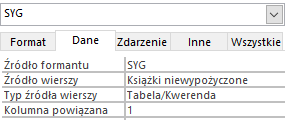 SYG
Format Dane Zdarzenie Inne Wszystkie
Źródło formantu SYG
Źródło wierszy Książki niewypożyczone
Typ źródła wierszy Tabela/Kwerenda
Kolumna powiązana 1